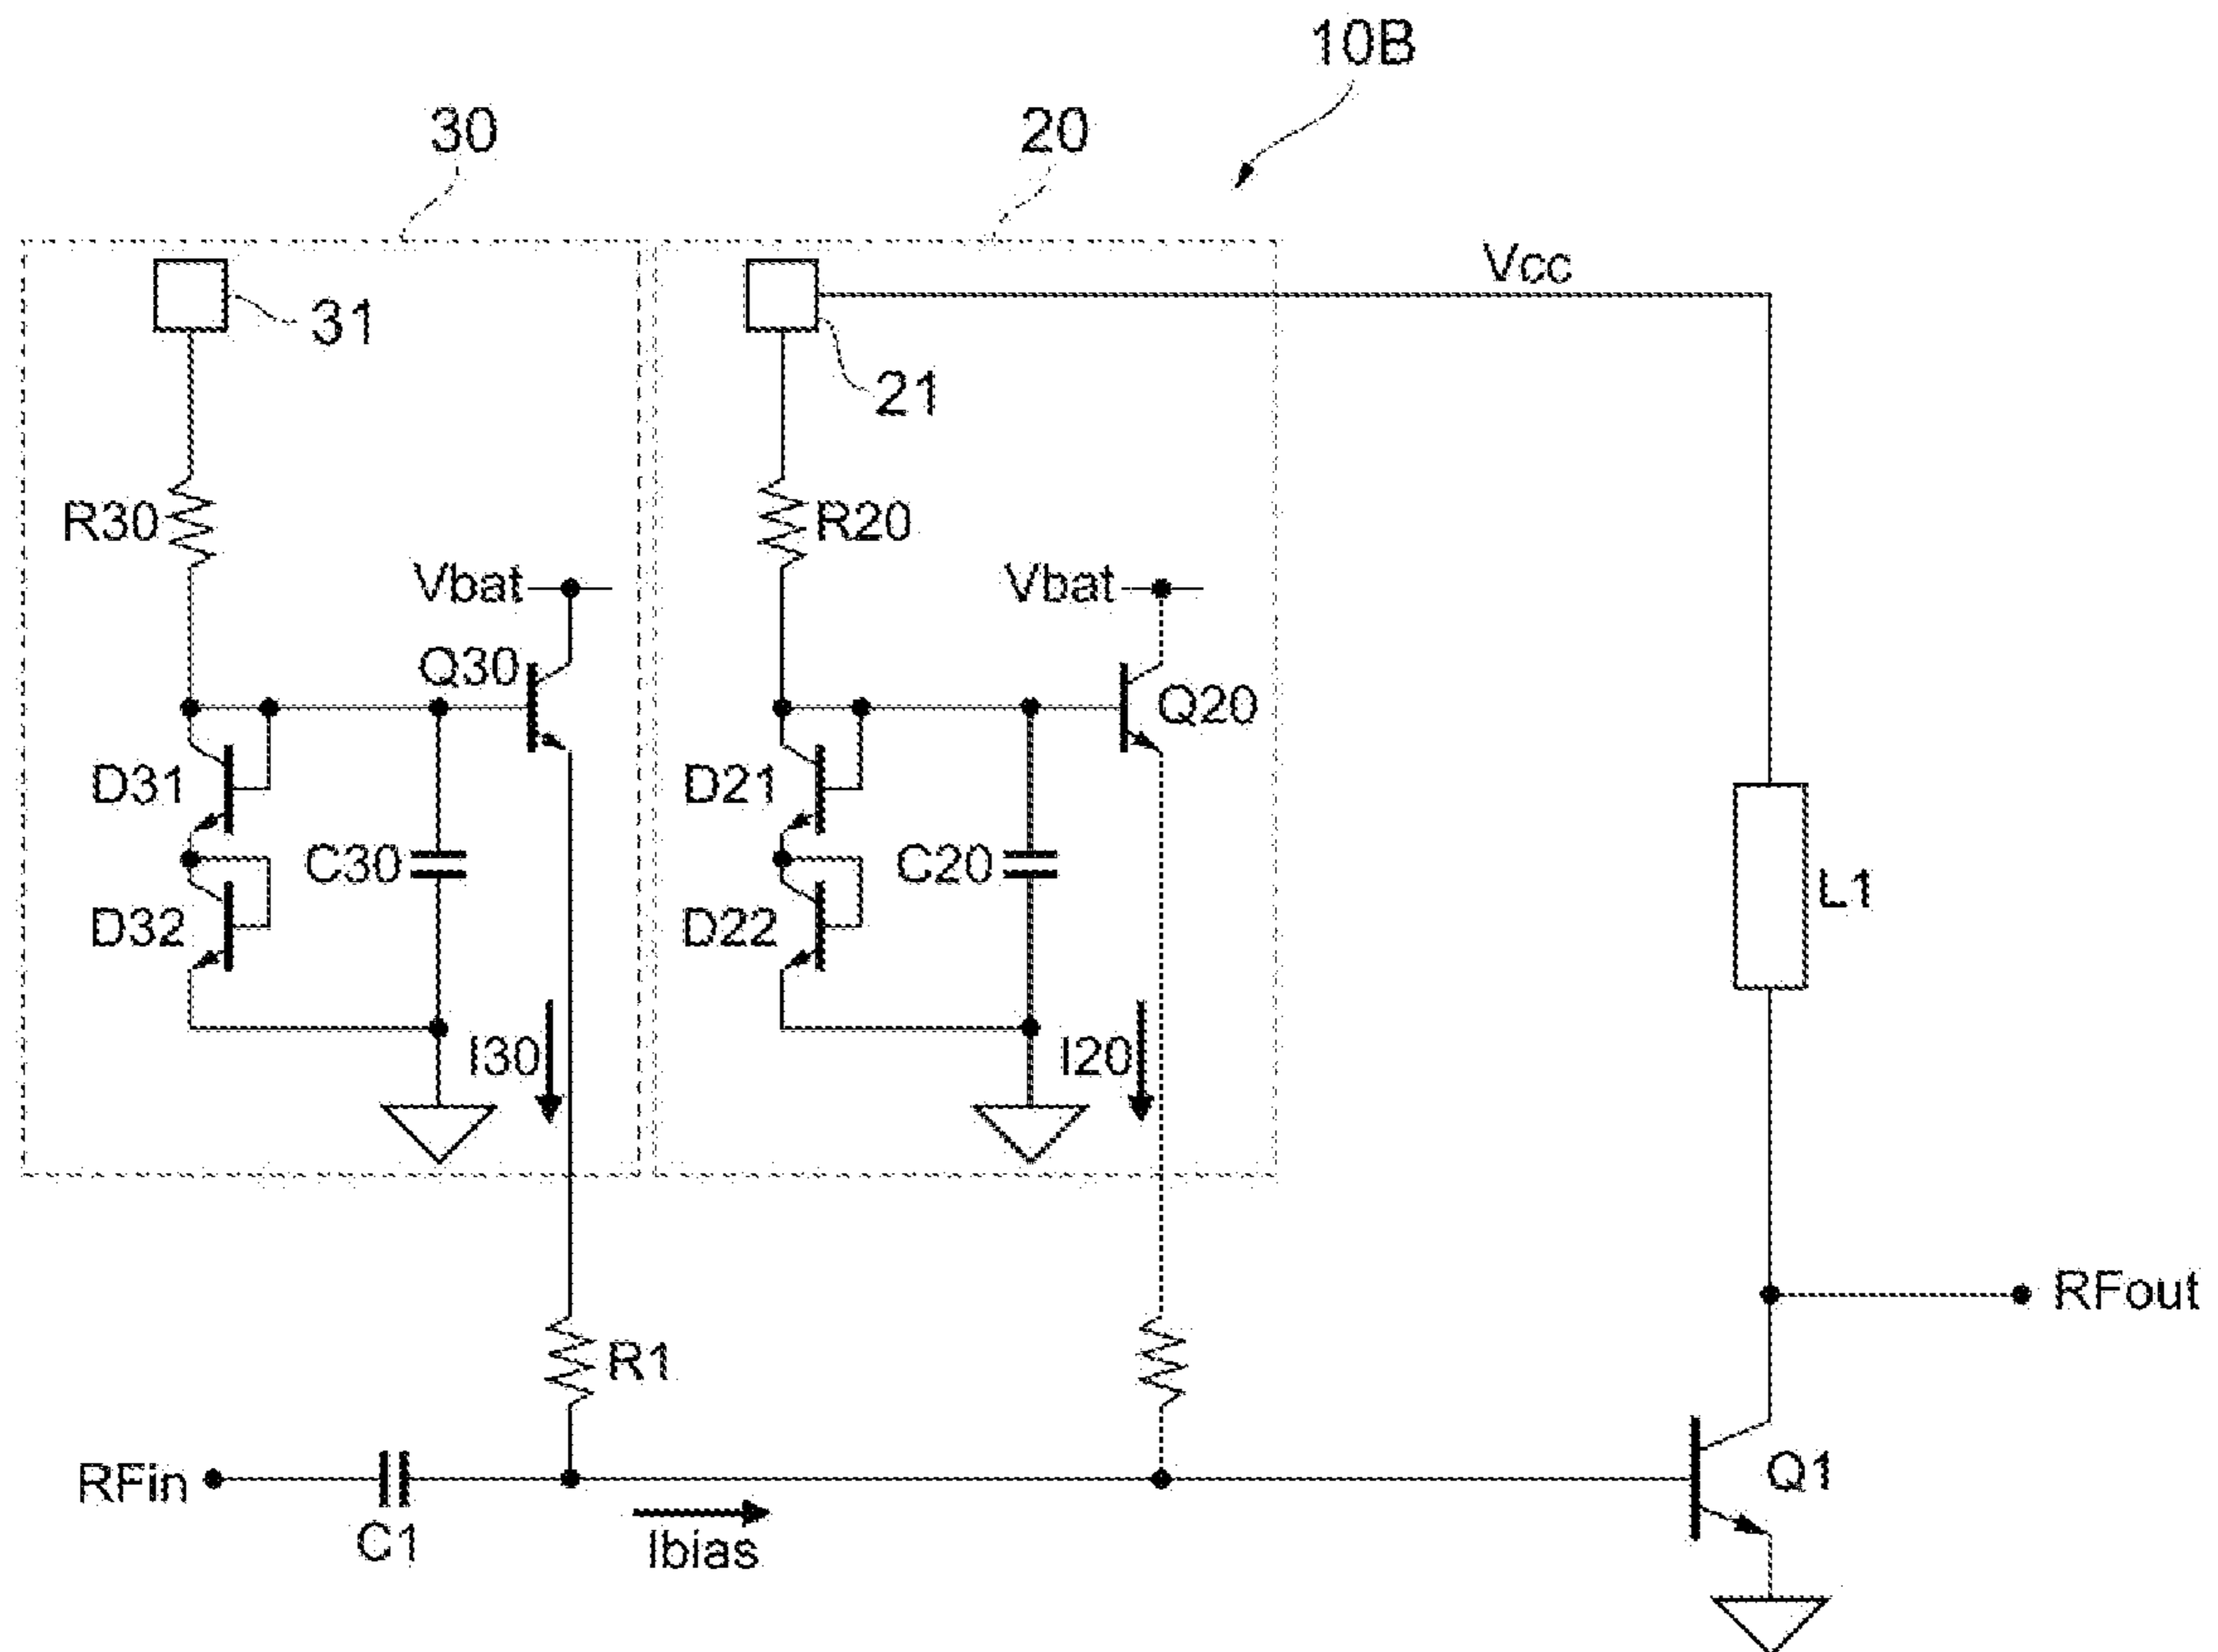 10B
30
20
Vcc
31
21
R30
R20
Vbat
Vbat
Q30
Q20
D31
D21
C30
C20
L1
D32
D22
I30
I20
RFout
R1
RFin
Q1
C1
Ibias